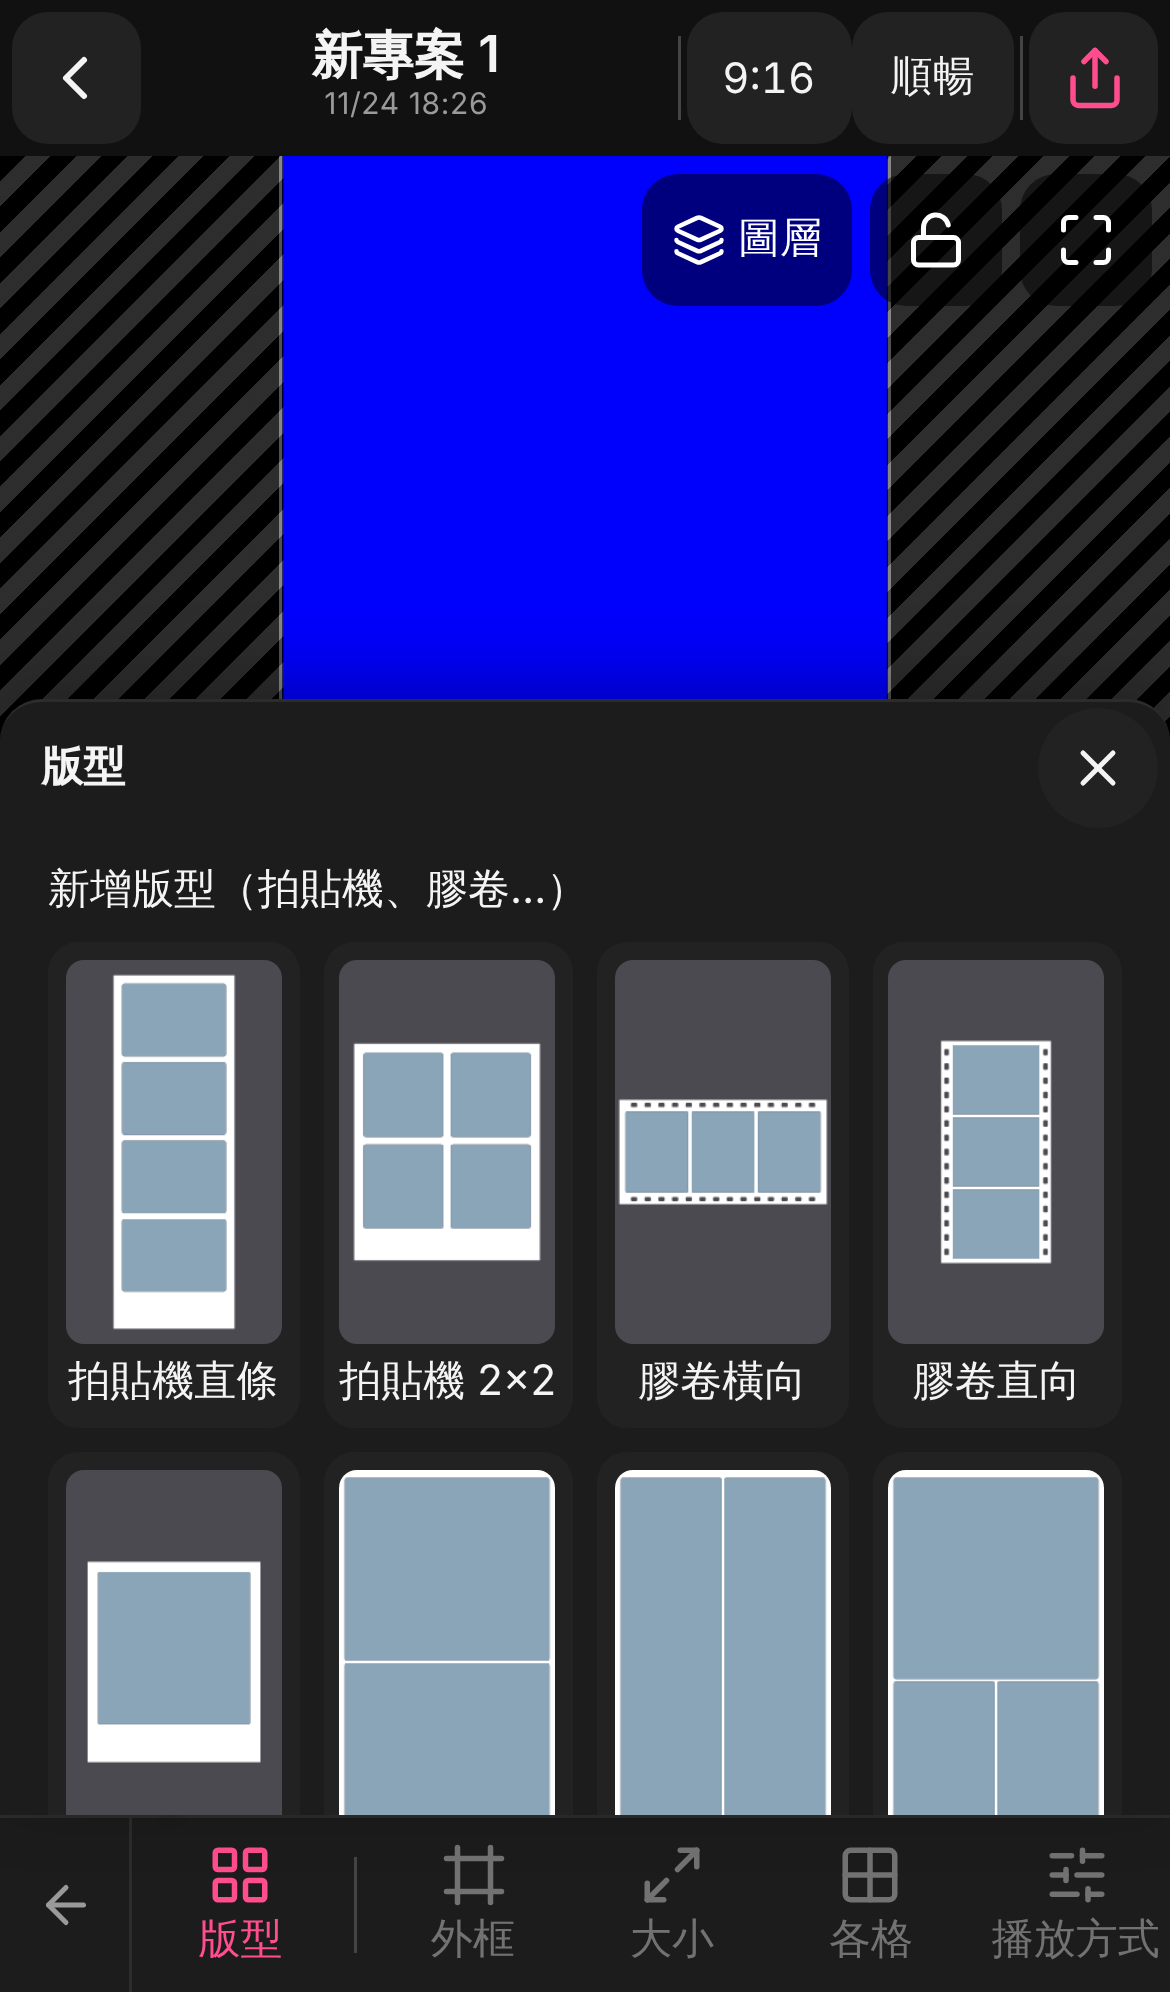 新專案 1
11/24 18:26
9:16
順暢
圖層
版型
新增版型（拍貼機、膠卷...）
拍貼機直條
拍貼機 2×2
膠卷橫向
膠卷直向
版型
外框
大小
各格
播放方式